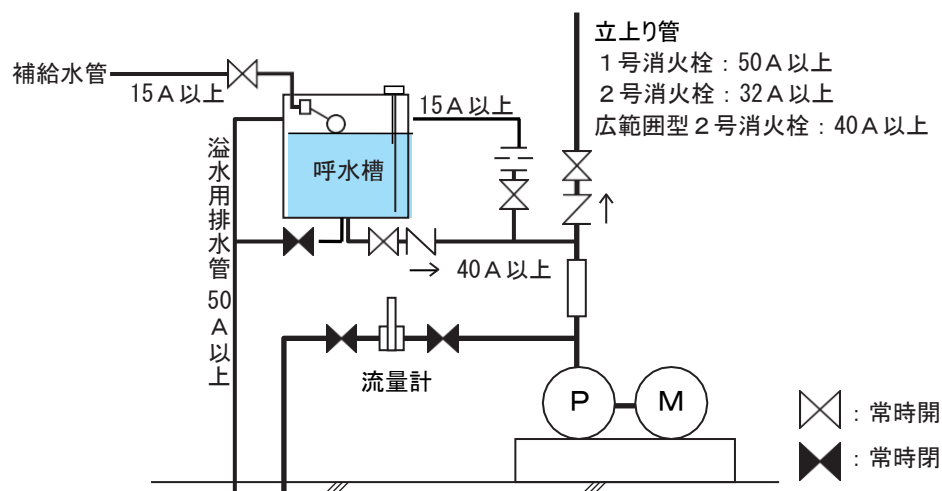 立上り管
1号消火栓：50A以上
2号消火栓：32A以上
広範囲型2号消火栓：40A以上
補給水管
15A以上
15A以上
呼水槽
溢水用排水管 50A以上
40A以上
流量計
P
M
：常時開
：常時閉